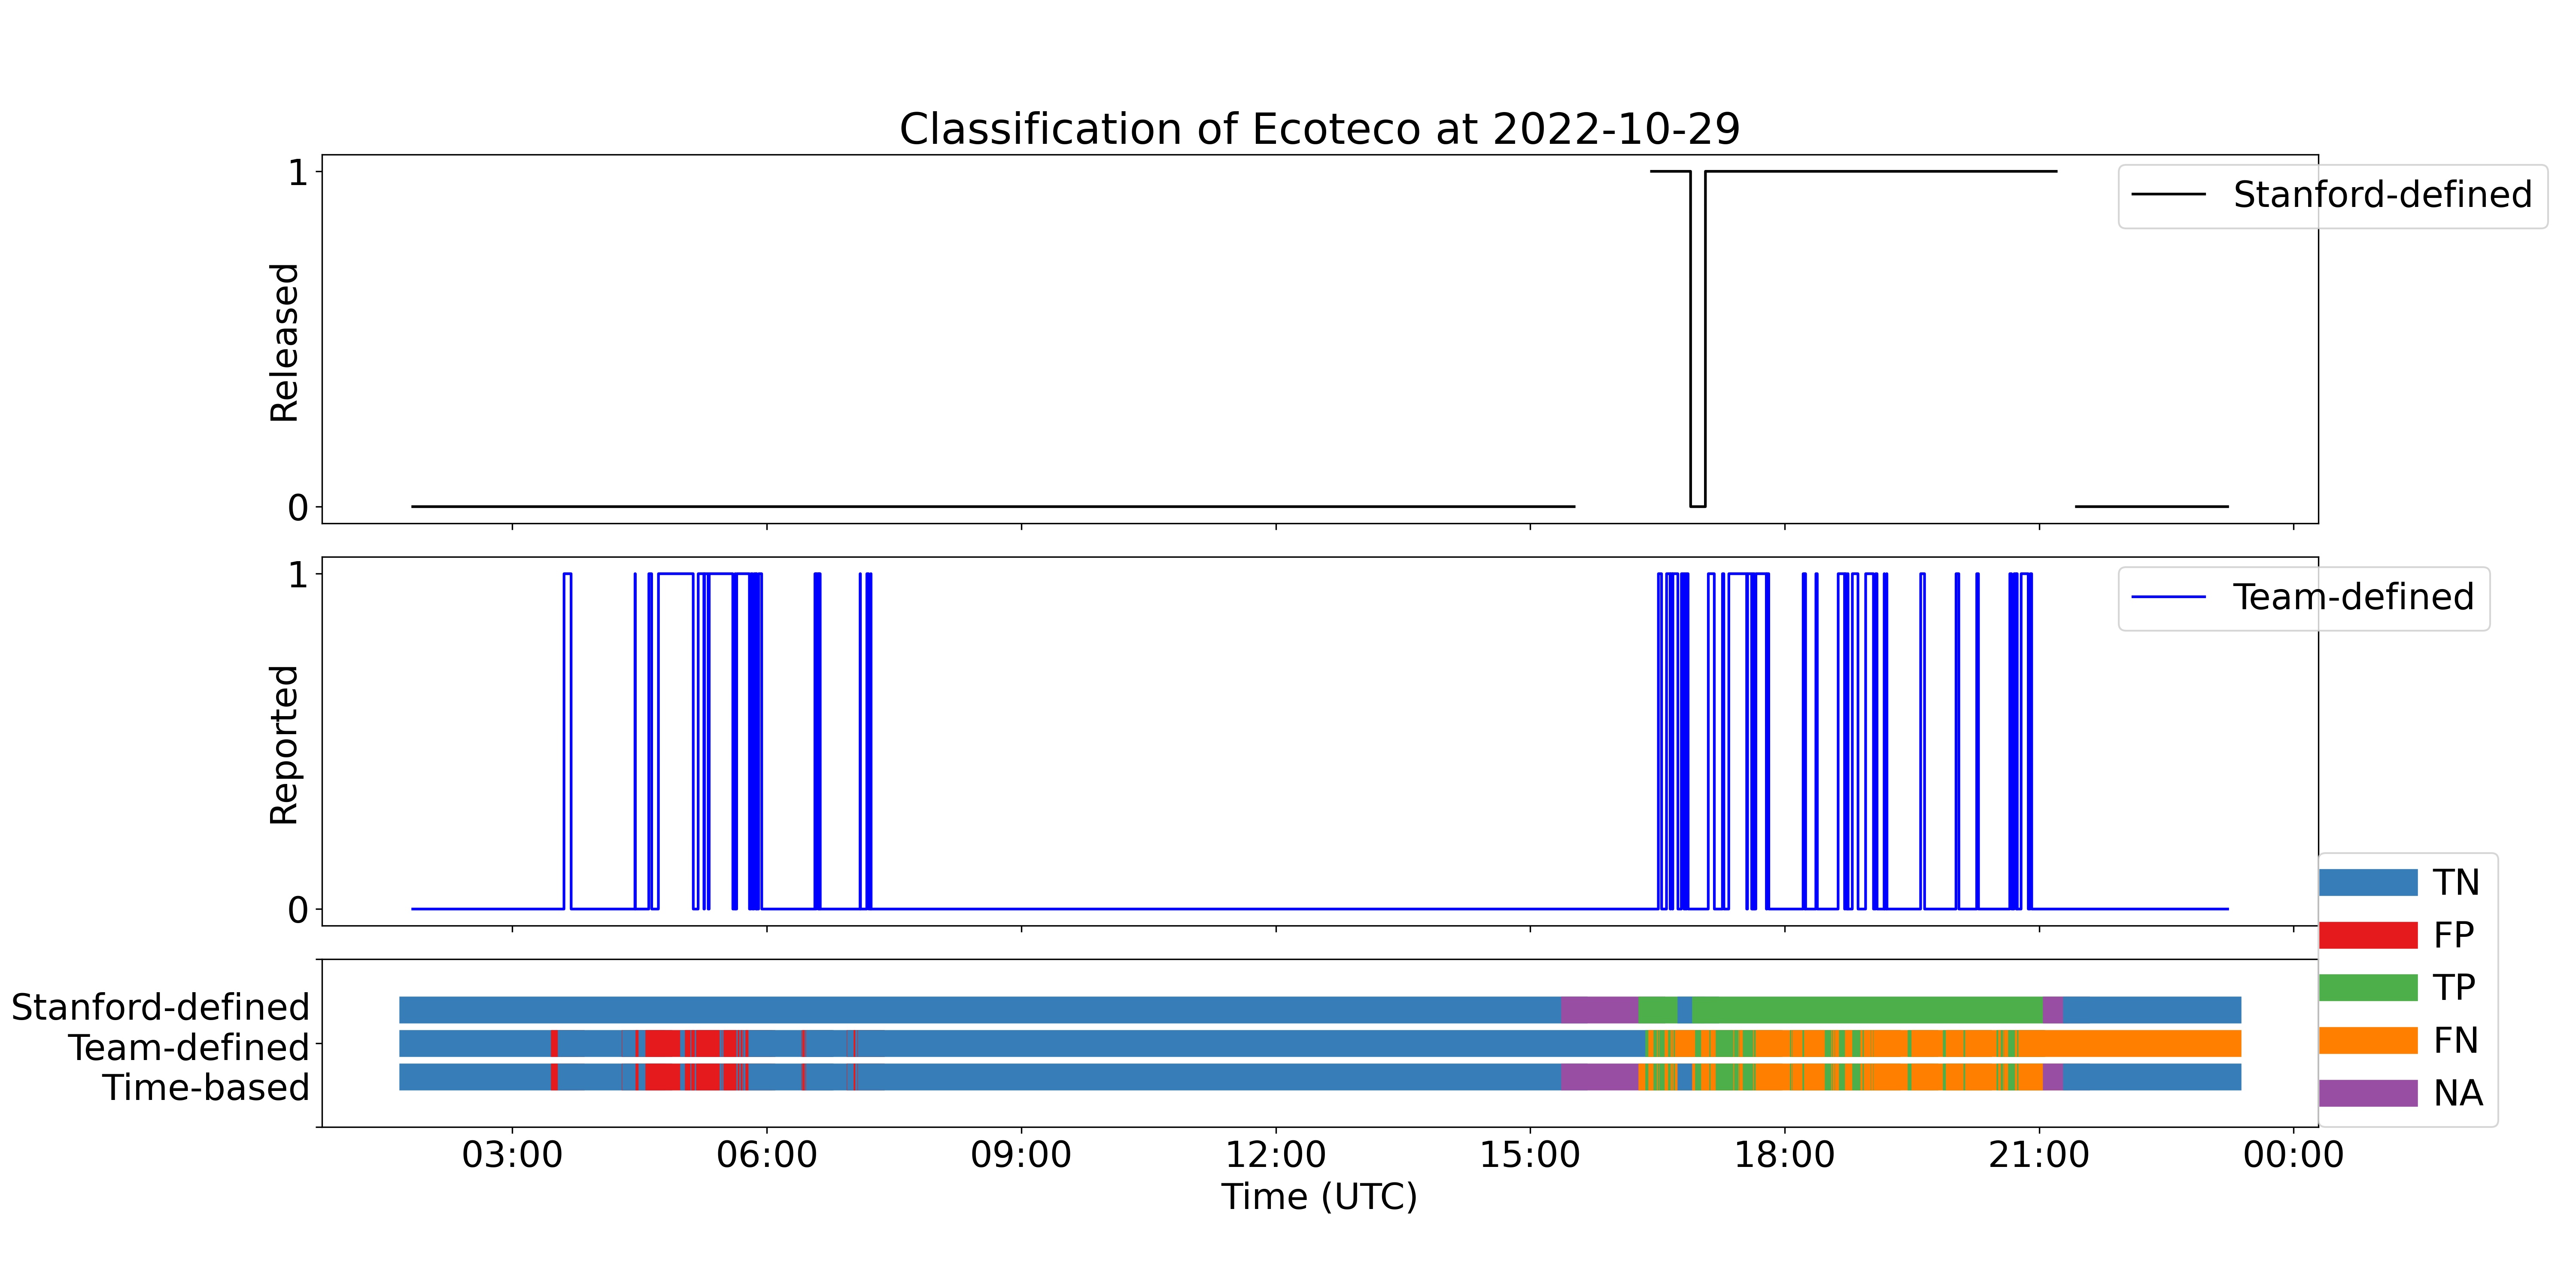 Classification of Ecoteco at 2022-10-29
1
Released
0
Stanford-defined
1
Reported
0
Team-defined
TN
FP
TP
FN
NA
Stanford-defined
Team-defined
Time-based
03:00 06:00 09:00 12:00 15:00 18:00 21:00 00:00
Time (UTC)